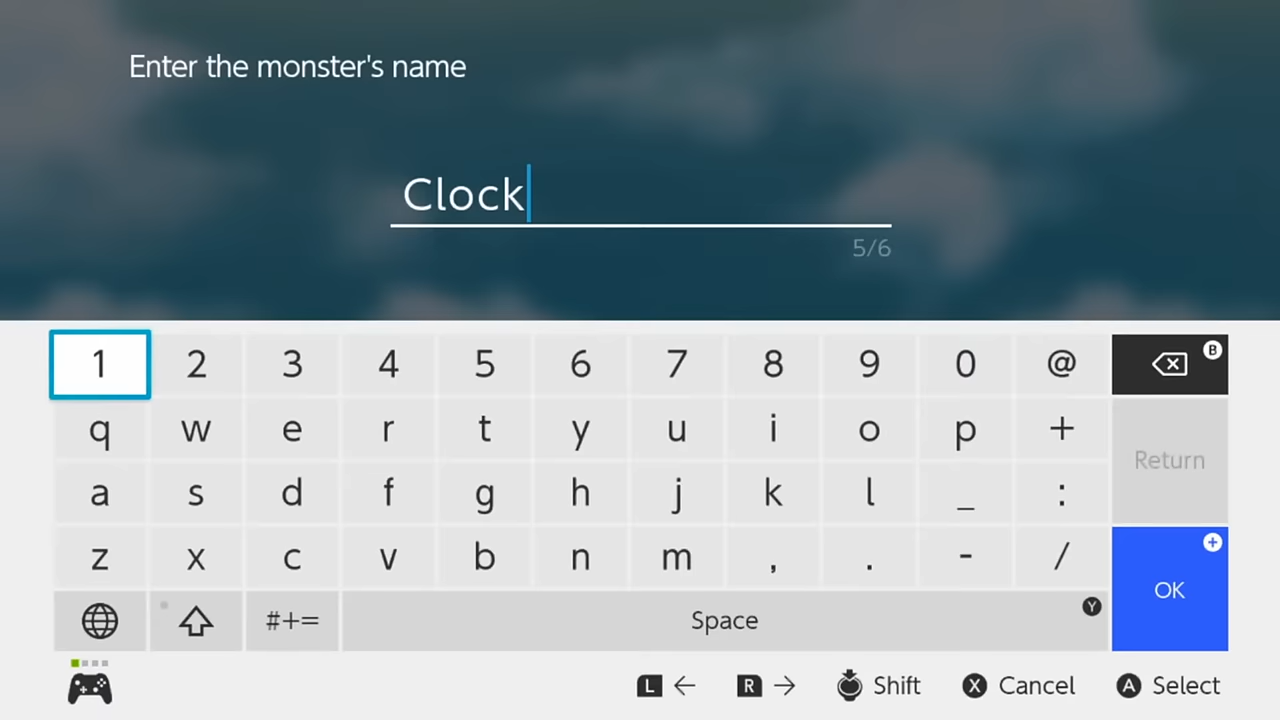 Enter the monster's name
Clock
5/6
1 2 3 4 5 6 7 8 9 0 @ B
q w e r t y u i o p + Return
a s d f g h j k l _ :
z x c v b n m , . - / + OK
#+= Space Y
L ← R → Shift X Cancel A Select